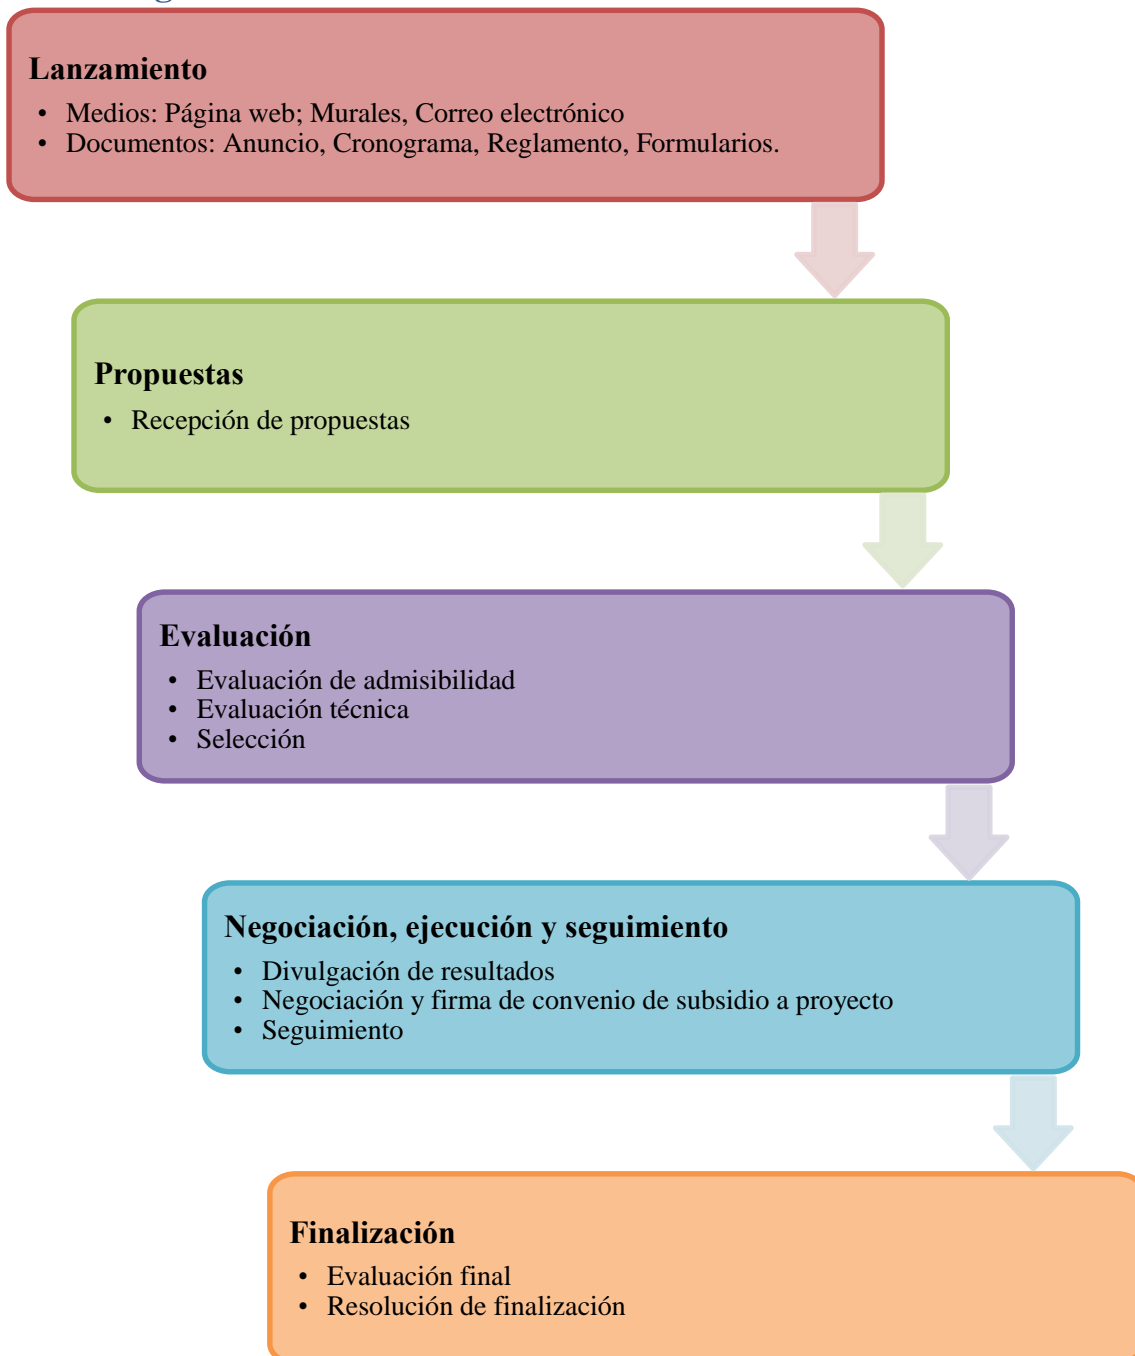 Lanzamiento
• Medios: Página web; Murales, Correo electrónico
• Documentos: Anuncio, Cronograma, Reglamento, Formularios.
Propuestas
• Recepción de propuestas
Evaluación
• Evaluación de admisibilidad
• Evaluación técnica
• Selección
Negociación, ejecución y seguimiento
• Divulgación de resultados
• Negociación y firma de convenio de subsidio a proyecto
• Seguimiento
Finalización
• Evaluación final
• Resolución de finalización